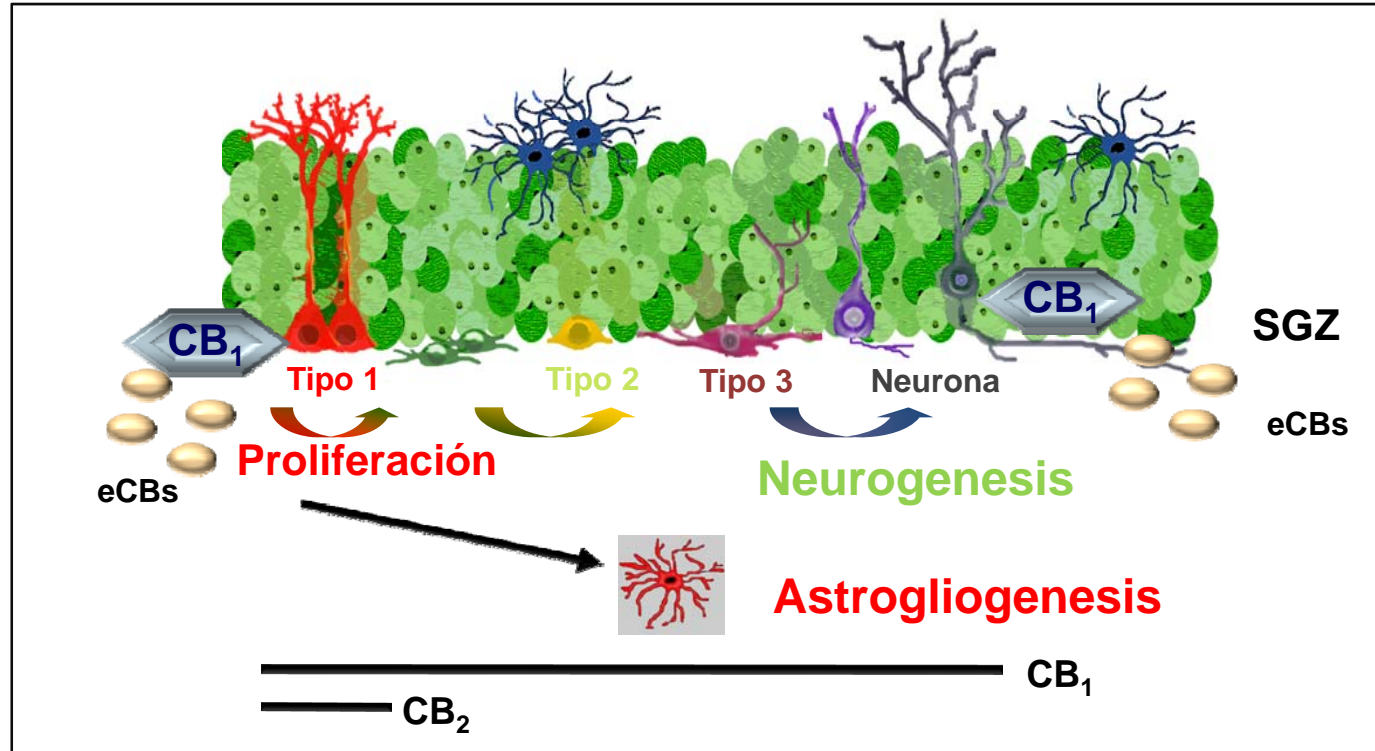 CB1
CB1
SGZ
Tipo 1
Tipo 2
Tipo 3
Neurona
eCBs
Proliferación
Neurogenesis
eCBs
Astrogliogenesis
CB1
CB2